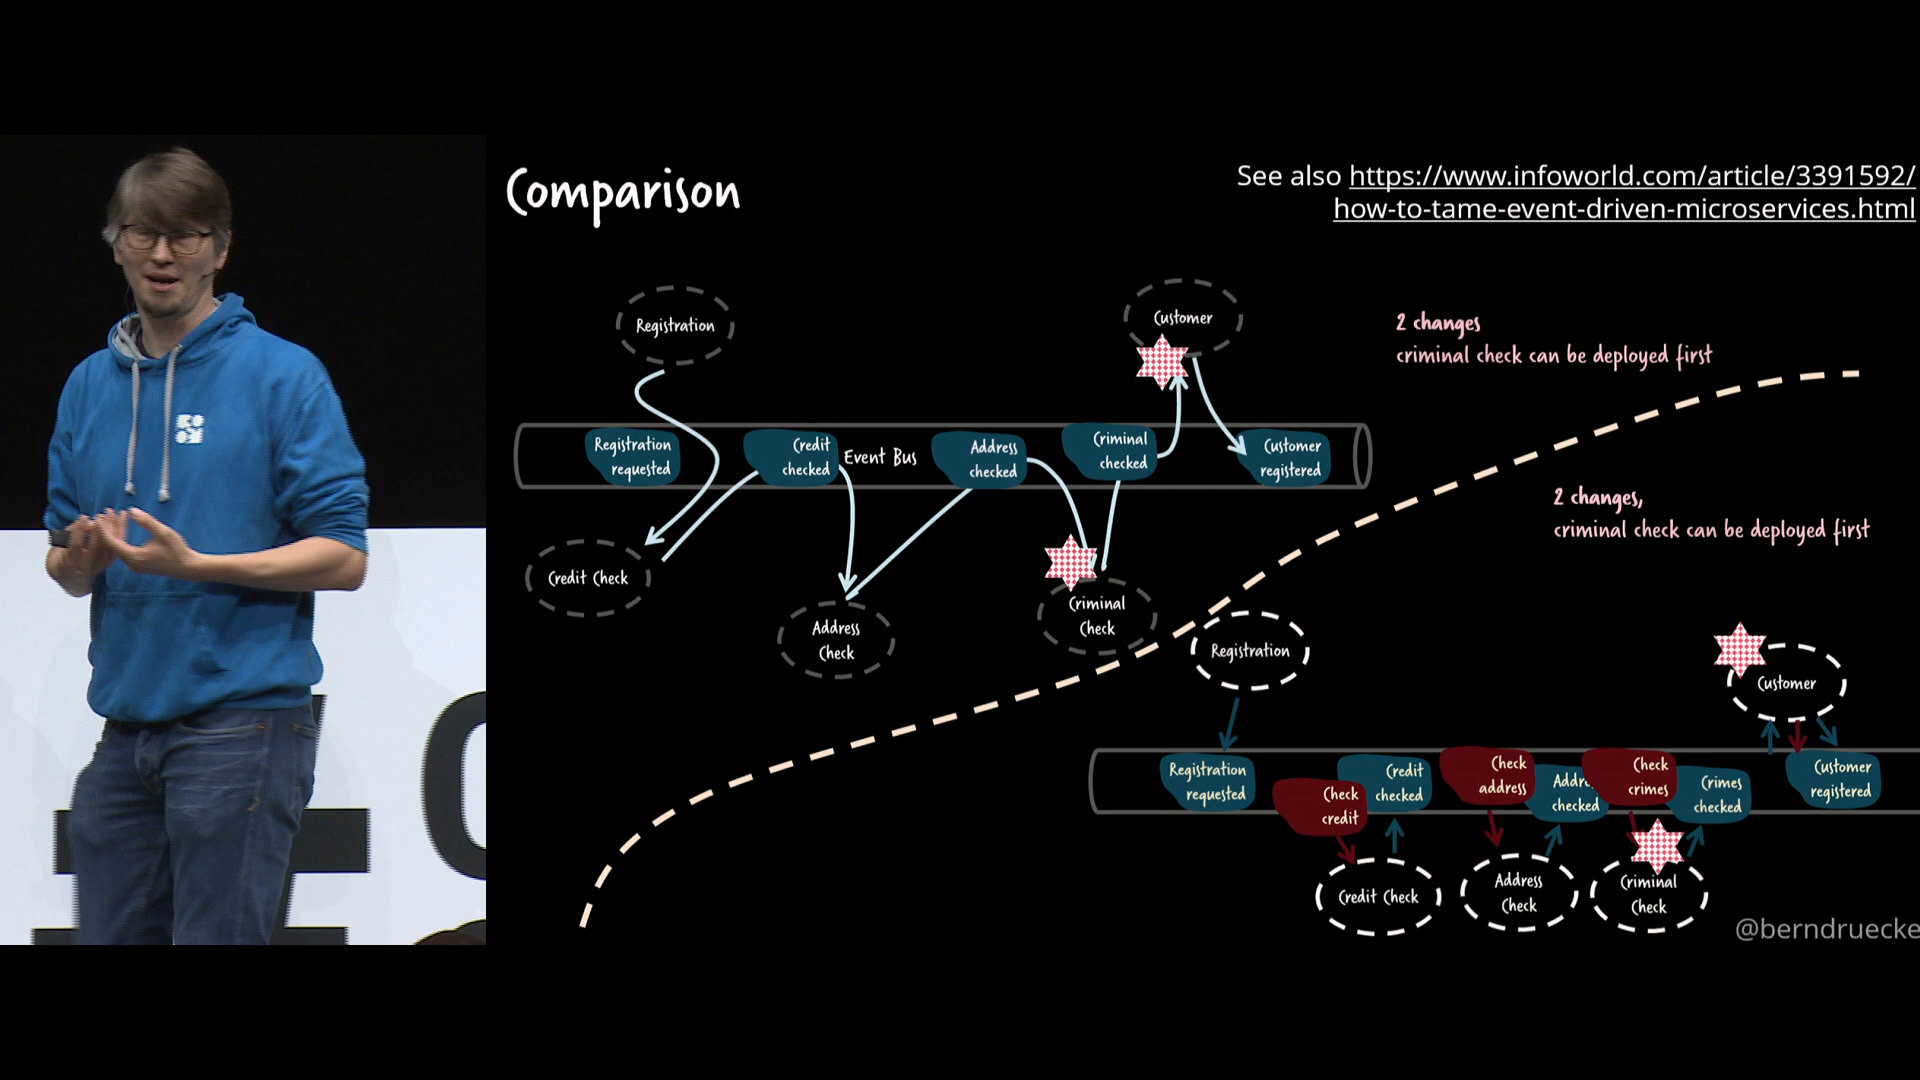 Comparison
See also https://www.infoworld.com/article/3391592/
how-to-tame-event-driven-microservices.html
Registration
Customer
2 changes
criminal check can be deployed first
Registration
requested
Credit
checked
Event Bus
Address
checked
Criminal
checked
Customer
registered
Credit Check
Address
Check
Criminal
Check
2 changes,
criminal check can be deployed first
Registration
Customer
Registration
requested
Check
credit
Credit
checked
Check
address
checked
Check
crimes
Crimes
checked
Customer
registered
Credit Check
Address
Check
Criminal
Check
@berndruecke